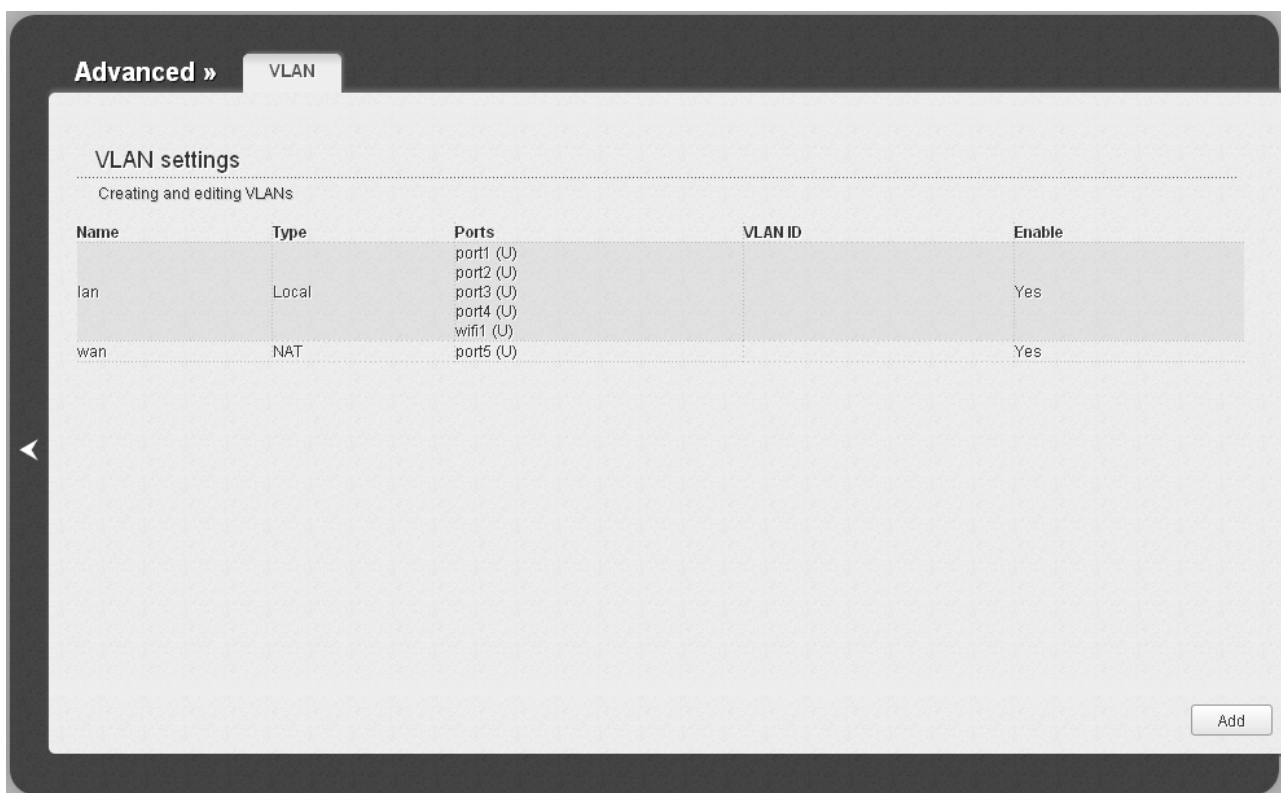 Advanced » VLAN
VLAN settings
Creating and editing VLANs
Name Type Ports VLAN ID Enable
port1 (U)
port2 (U)
lan Local port3 (U) Yes
port4 (U)
wifi1 (U)
wan NAT port5 (U) Yes
Add